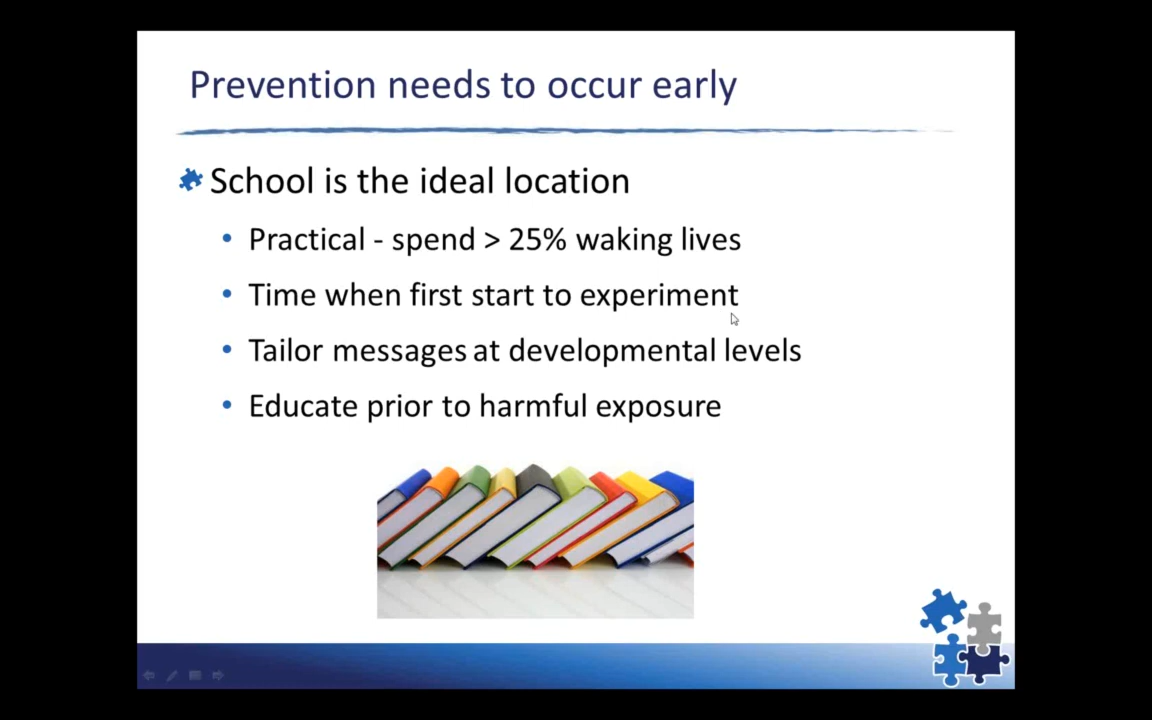 Prevention needs to occur early
School is the ideal location
Practical - spend > 25% waking lives
Time when first start to experiment
Tailor messages at developmental levels
Educate prior to harmful exposure